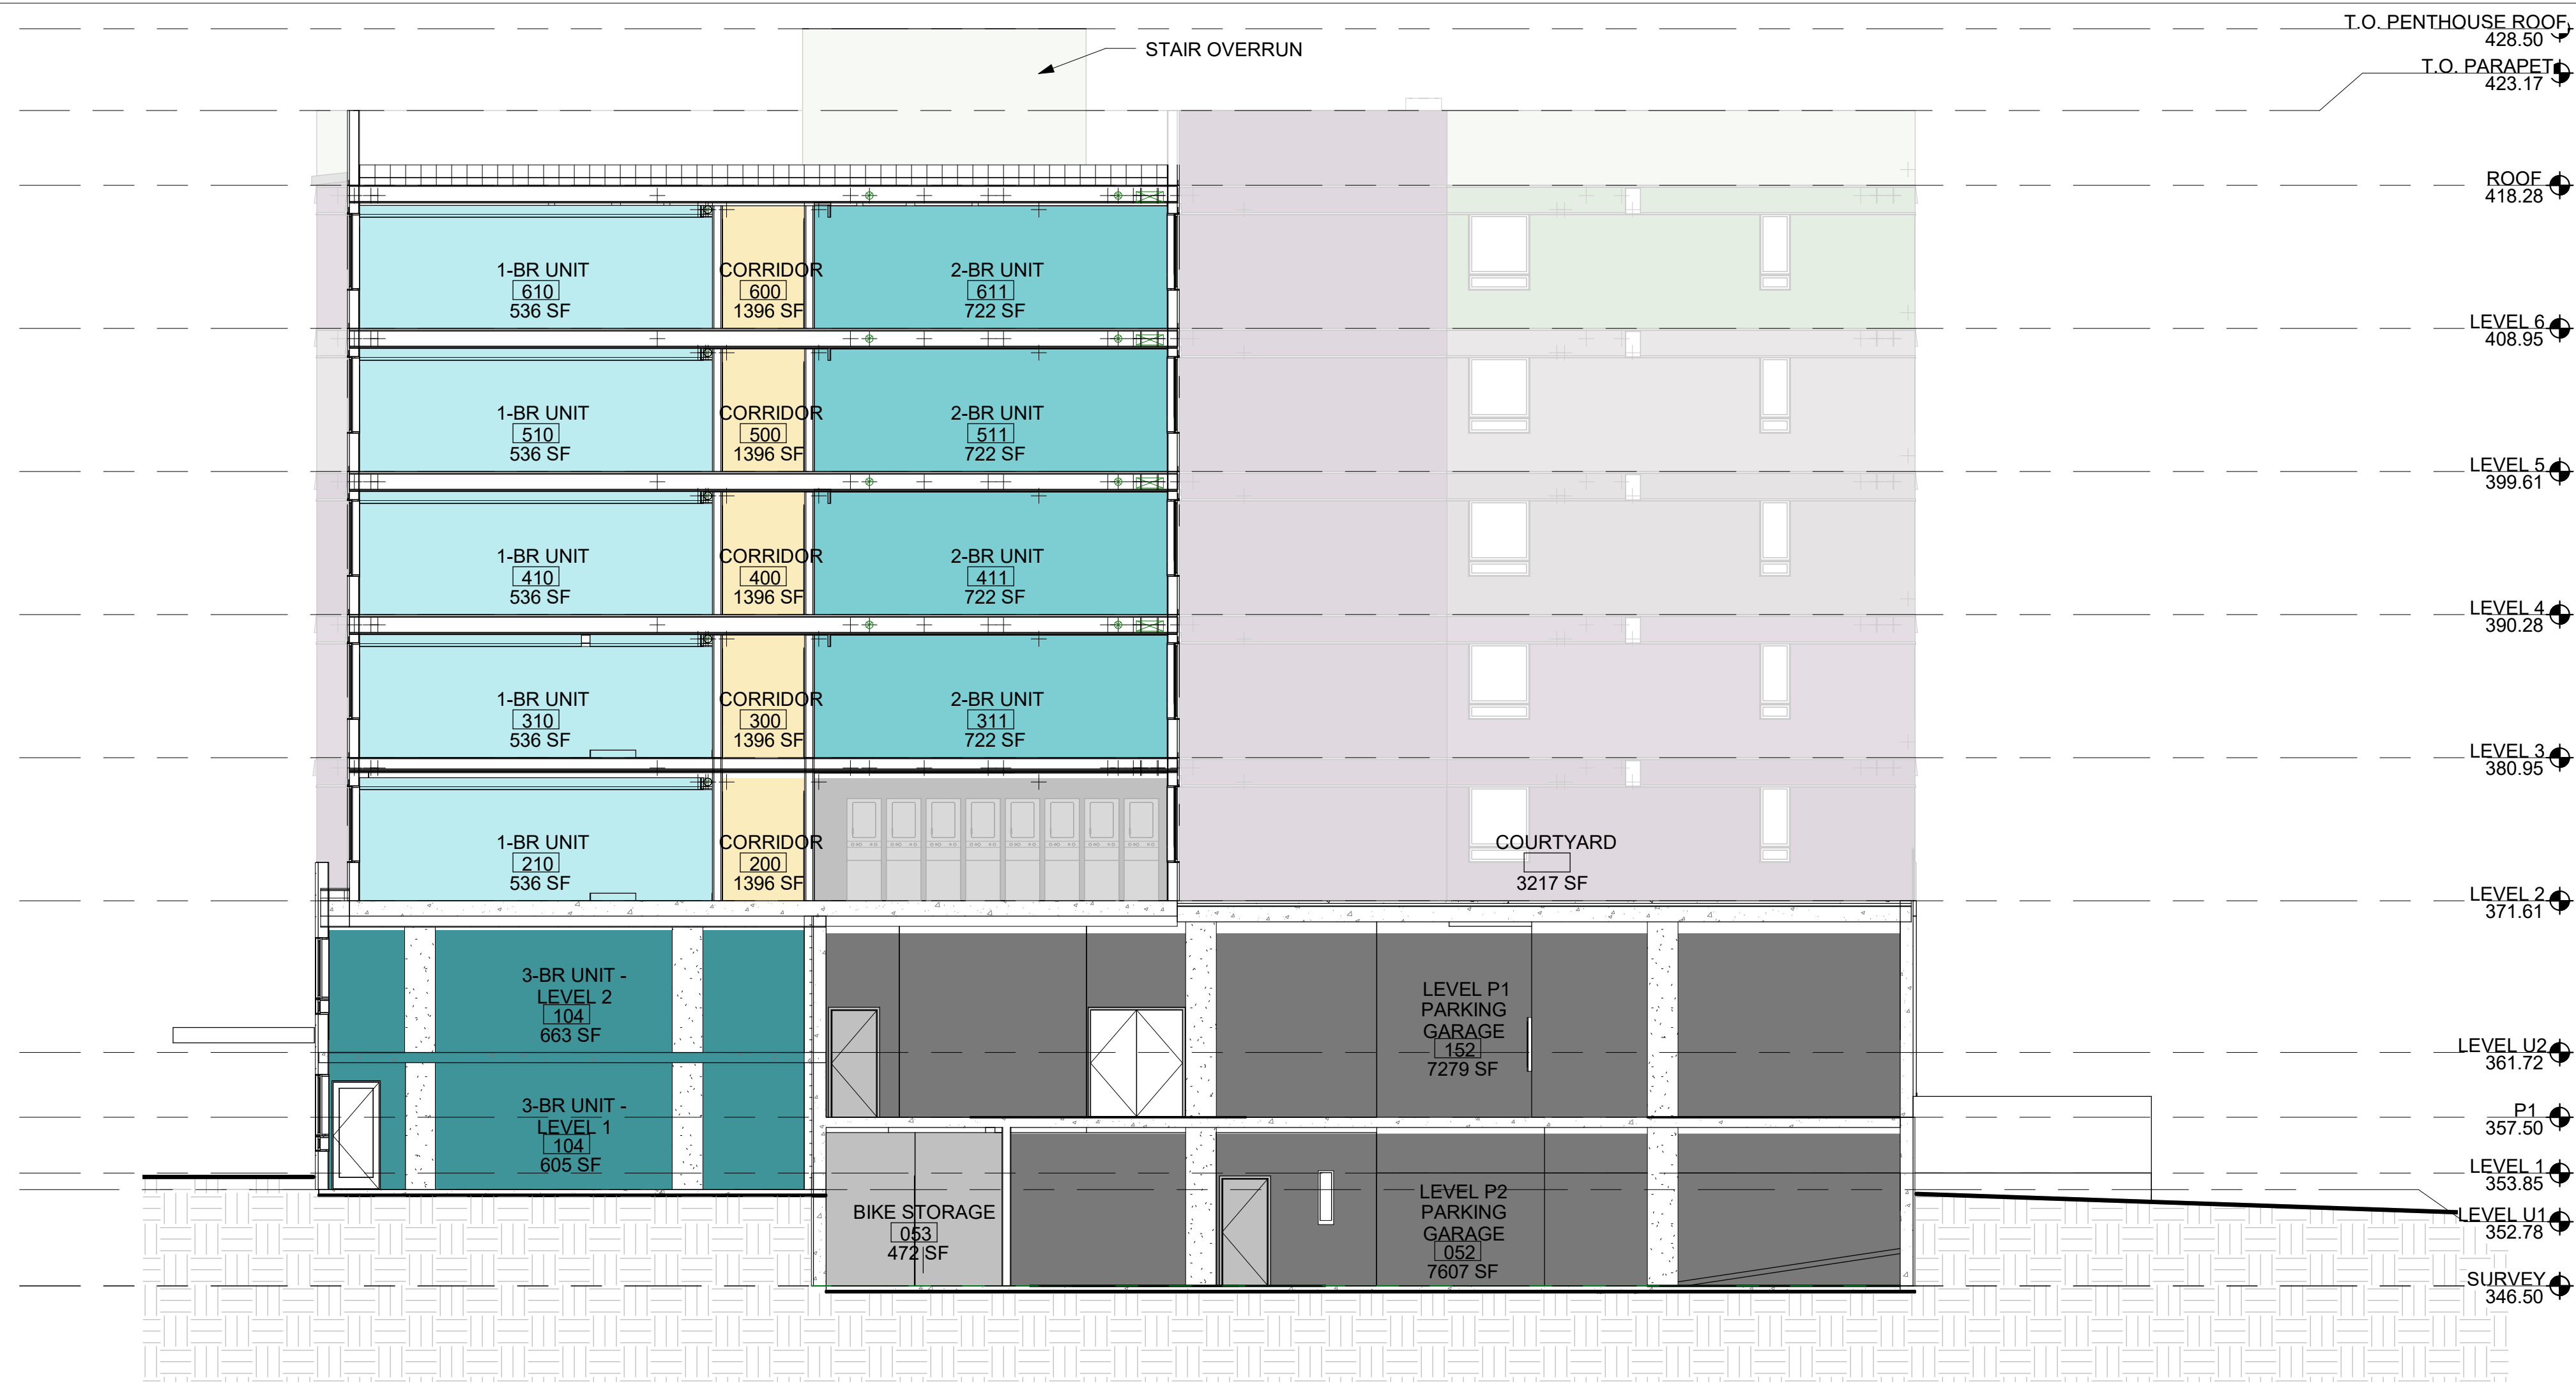 T.O. PENTHOUSE ROOF
428.50
STAIR OVERRUN
T.O. PARAPET
423.17
ROOF
418.28
1-BR UNIT
610
536 SF
CORRIDOR
600
1396 SF
2-BR UNIT
611
722 SF
LEVEL 6
408.95
1-BR UNIT
510
536 SF
CORRIDOR
500
1396 SF
2-BR UNIT
511
722 SF
LEVEL 5
399.61
1-BR UNIT
410
536 SF
CORRIDOR
400
1396 SF
2-BR UNIT
411
722 SF
LEVEL 4
390.28
1-BR UNIT
310
536 SF
CORRIDOR
300
1396 SF
2-BR UNIT
311
722 SF
LEVEL 3
380.95
1-BR UNIT
210
536 SF
CORRIDOR
200
1396 SF
COURTYARD
3217 SF
LEVEL 2
371.61
3-BR UNIT -
LEVEL 2
104
663 SF
LEVEL P1
PARKING
GARAGE
152
7279 SF
LEVEL U2
361.72
3-BR UNIT -
LEVEL 1
104
605 SF
P1
357.50
LEVEL 1
353.85
BIKE STORAGE
053
472 SF
LEVEL P2
PARKING
GARAGE
052
7607 SF
LEVEL U1
352.78
SURVEY
346.50